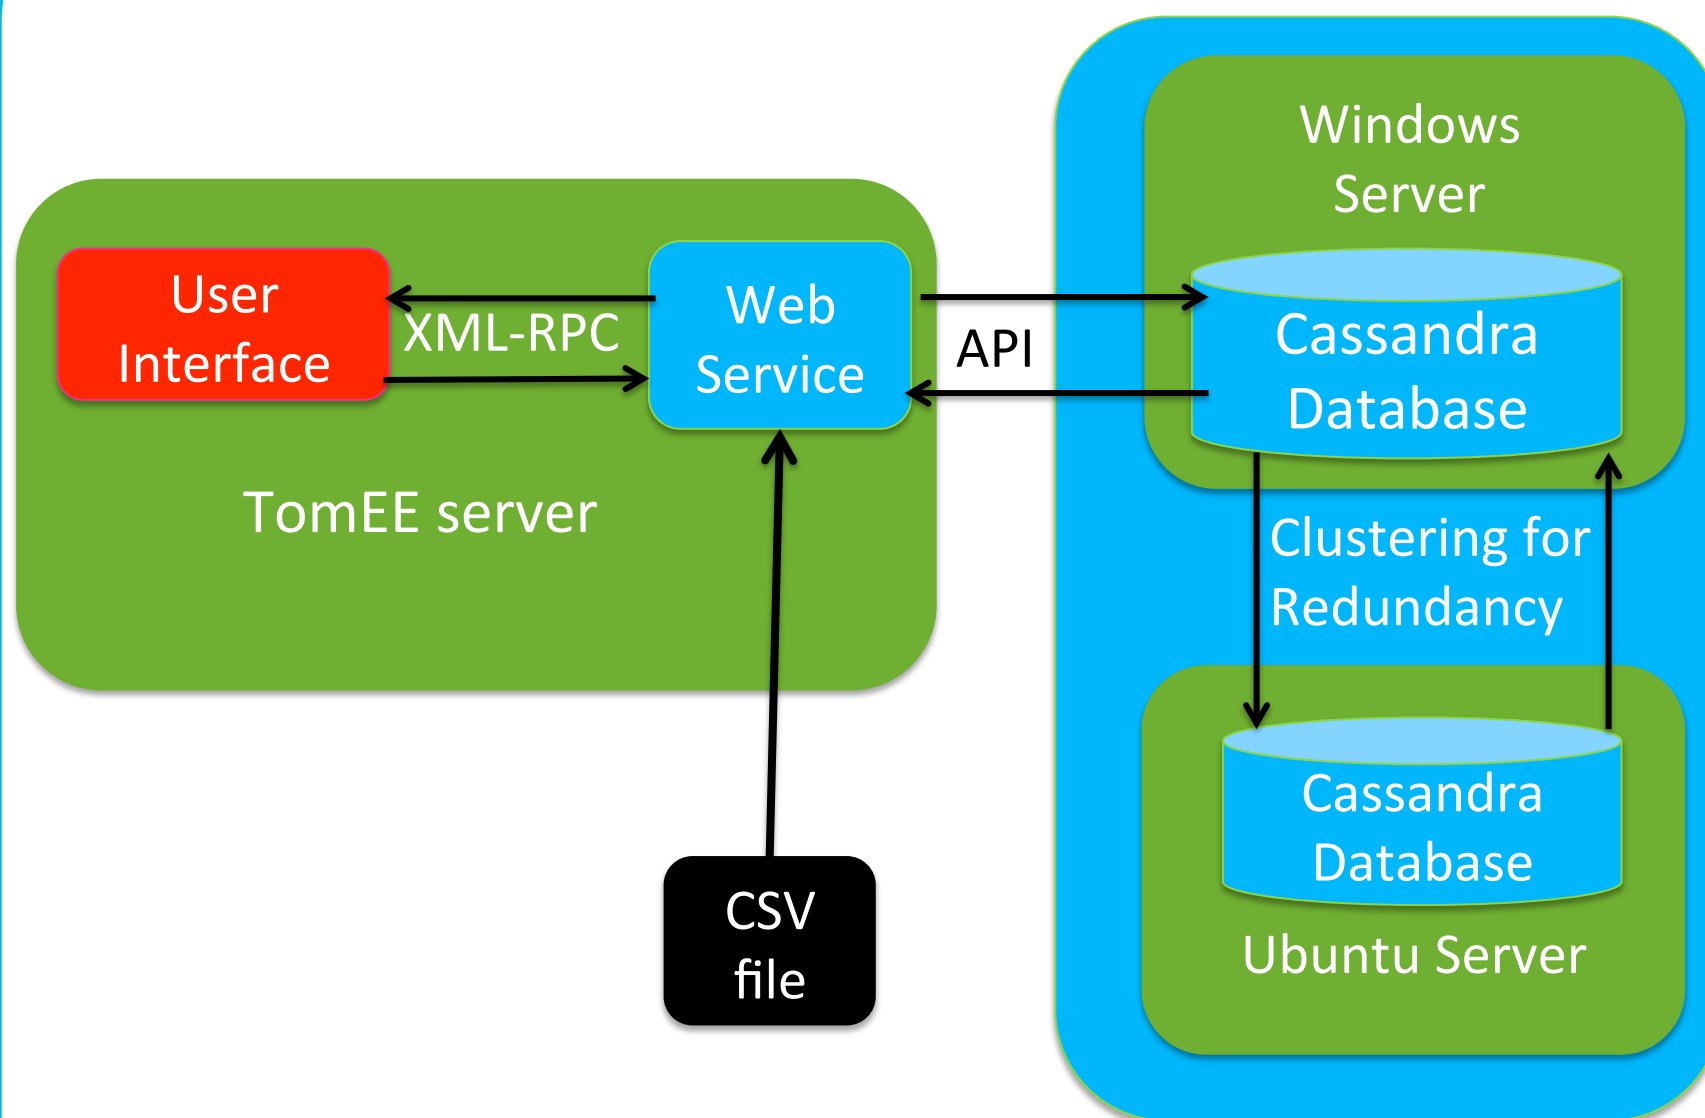 User
Interface
XML-RPC
Web
Service
TomEE server
API
CSV
file
Windows
Server
Cassandra
Database
Clustering for
Redundancy
Cassandra
Database
Ubuntu Server